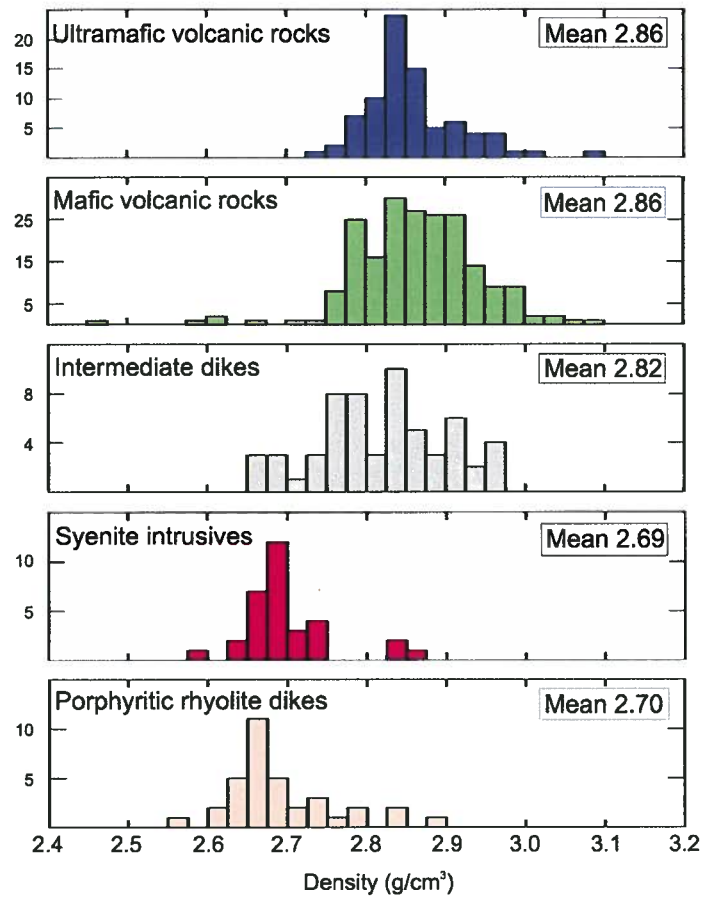 Ultramafic volcanic rocks Mean 2.86
20
15
10
5
Mafic volcanic rocks Mean 2.86
25
15
5
Intermediate dikes Mean 2.82
8
4
Syenite intrusives Mean 2.69
10
5
Porphyritic rhyolite dikes Mean 2.70
10
5
2.4 2.5 2.6 2.7 2.8 2.9 3.0 3.1 3.2
Density (g/cm³)